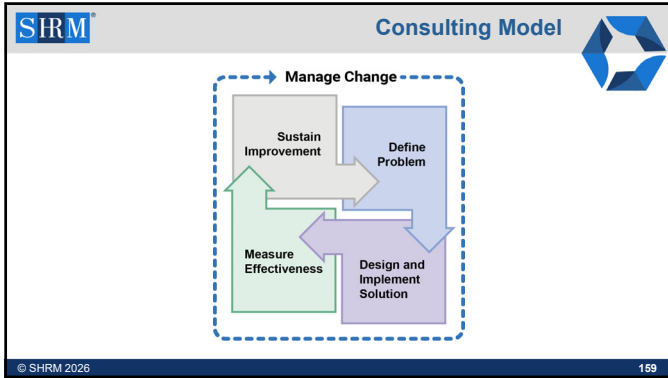 SHRM®
Consulting Model
Manage Change
Sustain
Improvement
Define
Problem
Measure
Effectiveness
Design and
Implement
Solution
© SHRM 2026
159